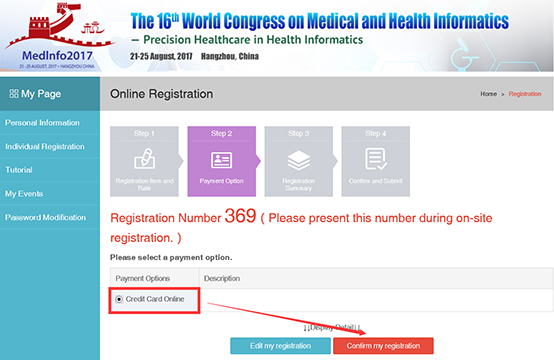 The 16th World Congress on Medical and Health Informatics
— Precision Healthcare in Health Informatics
MedInfo2017
21-25 AUGUST, 2017 • HANGZHOU CHINA
21-25 August, 2017 Hangzhou, China
My Page
Online Registration
Home > Registration
Personal Information
Individual Registration
Tutorial
My Events
Password Modification
Step 1
Step 2
Step 3
Step 4
Registration Item and Rate
Payment Option
Registration Summary
Confirm and Submit
Registration Number 369 ( Please present this number during on-site
registration. )
Please select a payment option.
Payment Options
Description
Credit Card Online
↓↓Display Detail↓↓
Edit my registration
Confirm my registration